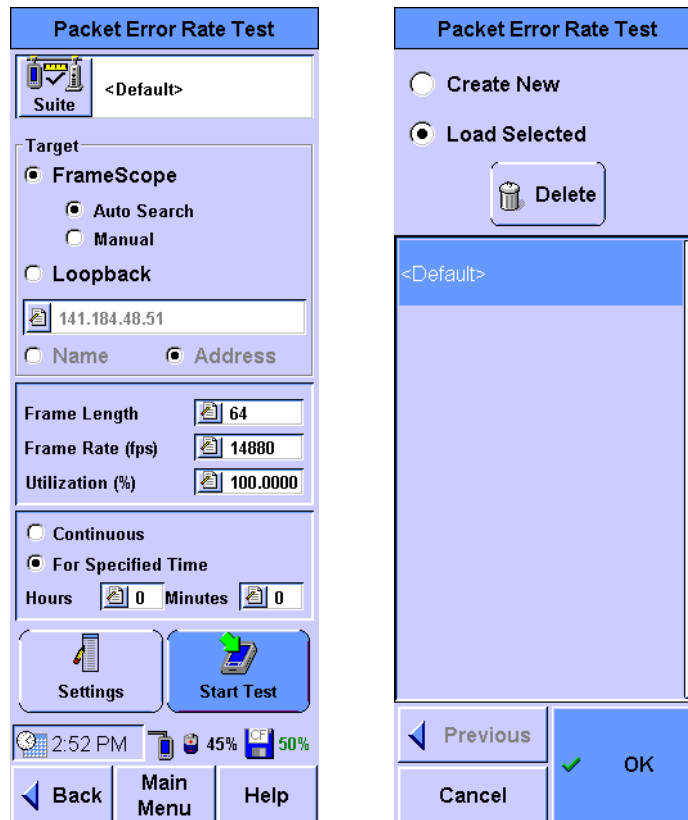 Packet Error Rate Test
Suite
<Default>
Target
FrameScope
Auto Search
Manual
Loopback
141.184.48.51
Name Address
Frame Length 64
Frame Rate (fps) 14880
Utilization (%) 100.0000
Continuous
For Specified Time
Hours 0 Minutes 0
Settings
Start Test
2:52 PM 45% CF 50%
Back
Main
Menu
Help
Packet Error Rate Test
Create New
Load Selected
Delete
<Default>
Previous
Cancel
OK